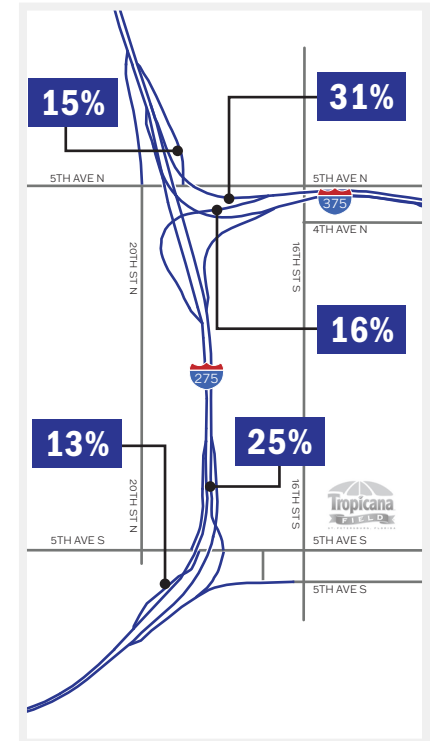 15%
31%
5TH AVE N
5TH AVE N
375
4TH AVE N
20TH ST N
16TH ST S
16%
275
13%
25%
20TH ST N
16TH ST S
Tropicana
FIELD
5TH AVE S
5TH AVE S
5TH AVE S